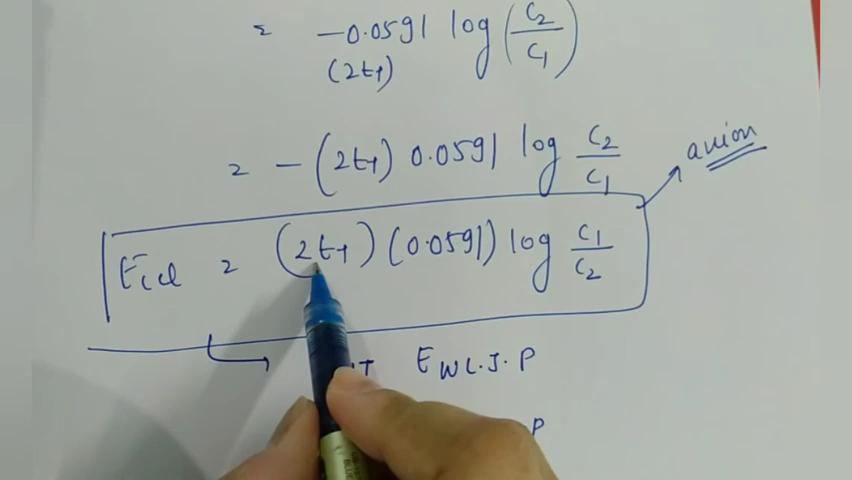 = -0.0591 log (C2/C1)
(2t+)
= -(2t+) 0.0591 log C2/C1
anion
Ecell = (2t+) (0.0591) log C1/C2
E W L.J.P
P